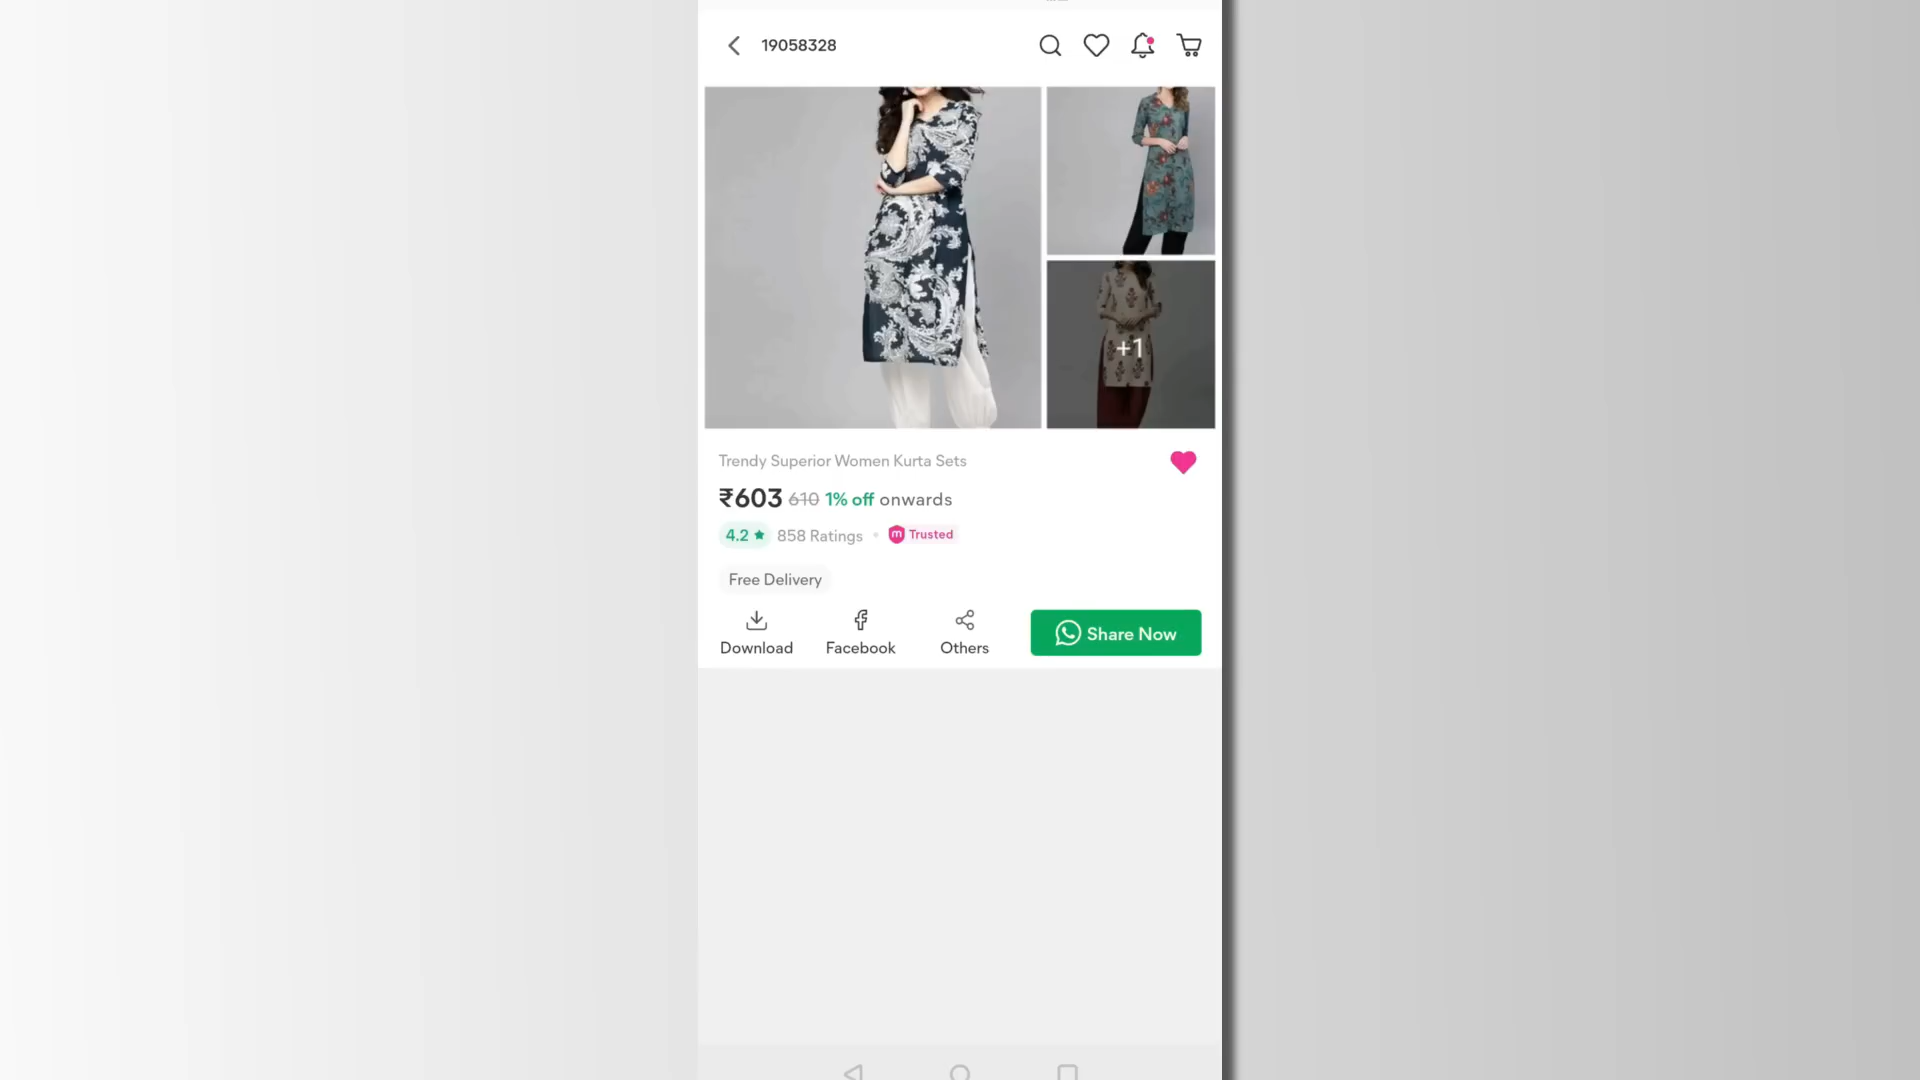 19058328
+1
Trendy Superior Women Kurta Sets
₹603 610 1% off onwards
4.2 ★ 858 Ratings • m Trusted
Free Delivery
Download Facebook Others Share Now